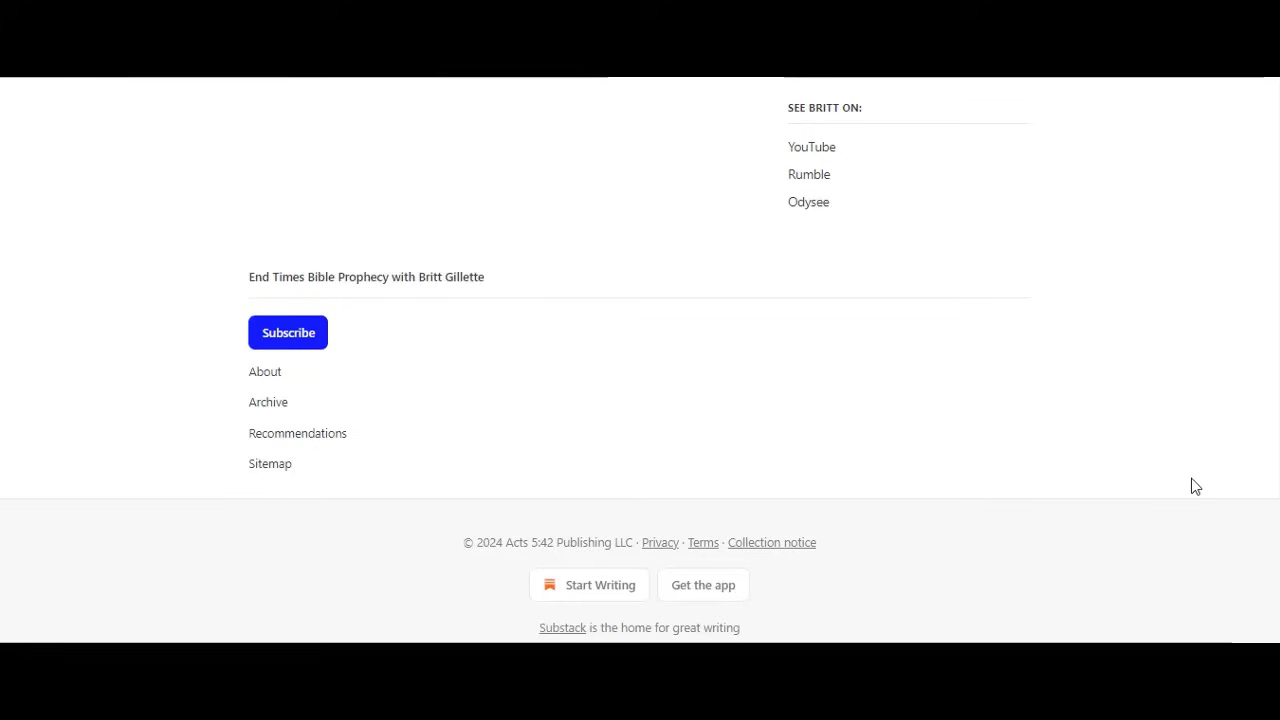 SEE BRITT ON:
YouTube
Rumble
Odysee
End Times Bible Prophecy with Britt Gillette
Subscribe
About
Archive
Recommendations
Sitemap
© 2024 Acts 5:42 Publishing LLC · Privacy · Terms · Collection notice
Start Writing Get the app
Substack is the home for great writing